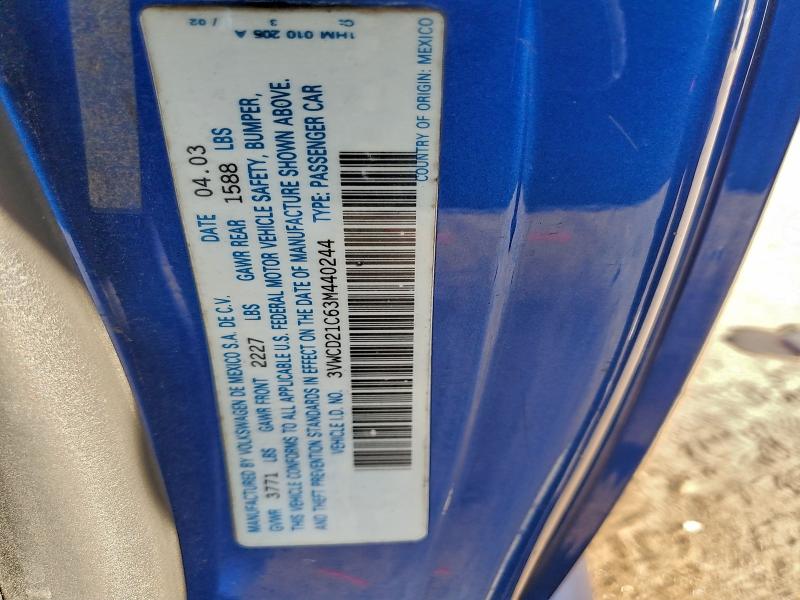 MANUFACTURED BY VOLKSWAGEN DE MEXICO S.A. DE C.V. DATE 04.03
GVWR 3771 LBS GAWR FRONT 2227 LBS GAWR REAR 1588 LBS
THIS VEHICLE CONFORMS TO ALL APPLICABLE U.S. FEDERAL MOTOR VEHICLE SAFETY, BUMPER,
AND THEFT PREVENTION STANDARDS IN EFFECT ON THE DATE OF MANUFACTURE SHOWN ABOVE.
VEHICLE I.D. NO. 3VWCD21C63M440244 TYPE: PASSENGER CAR
COUNTRY OF ORIGIN: MEXICO
1HM 010 205 A
/ 02